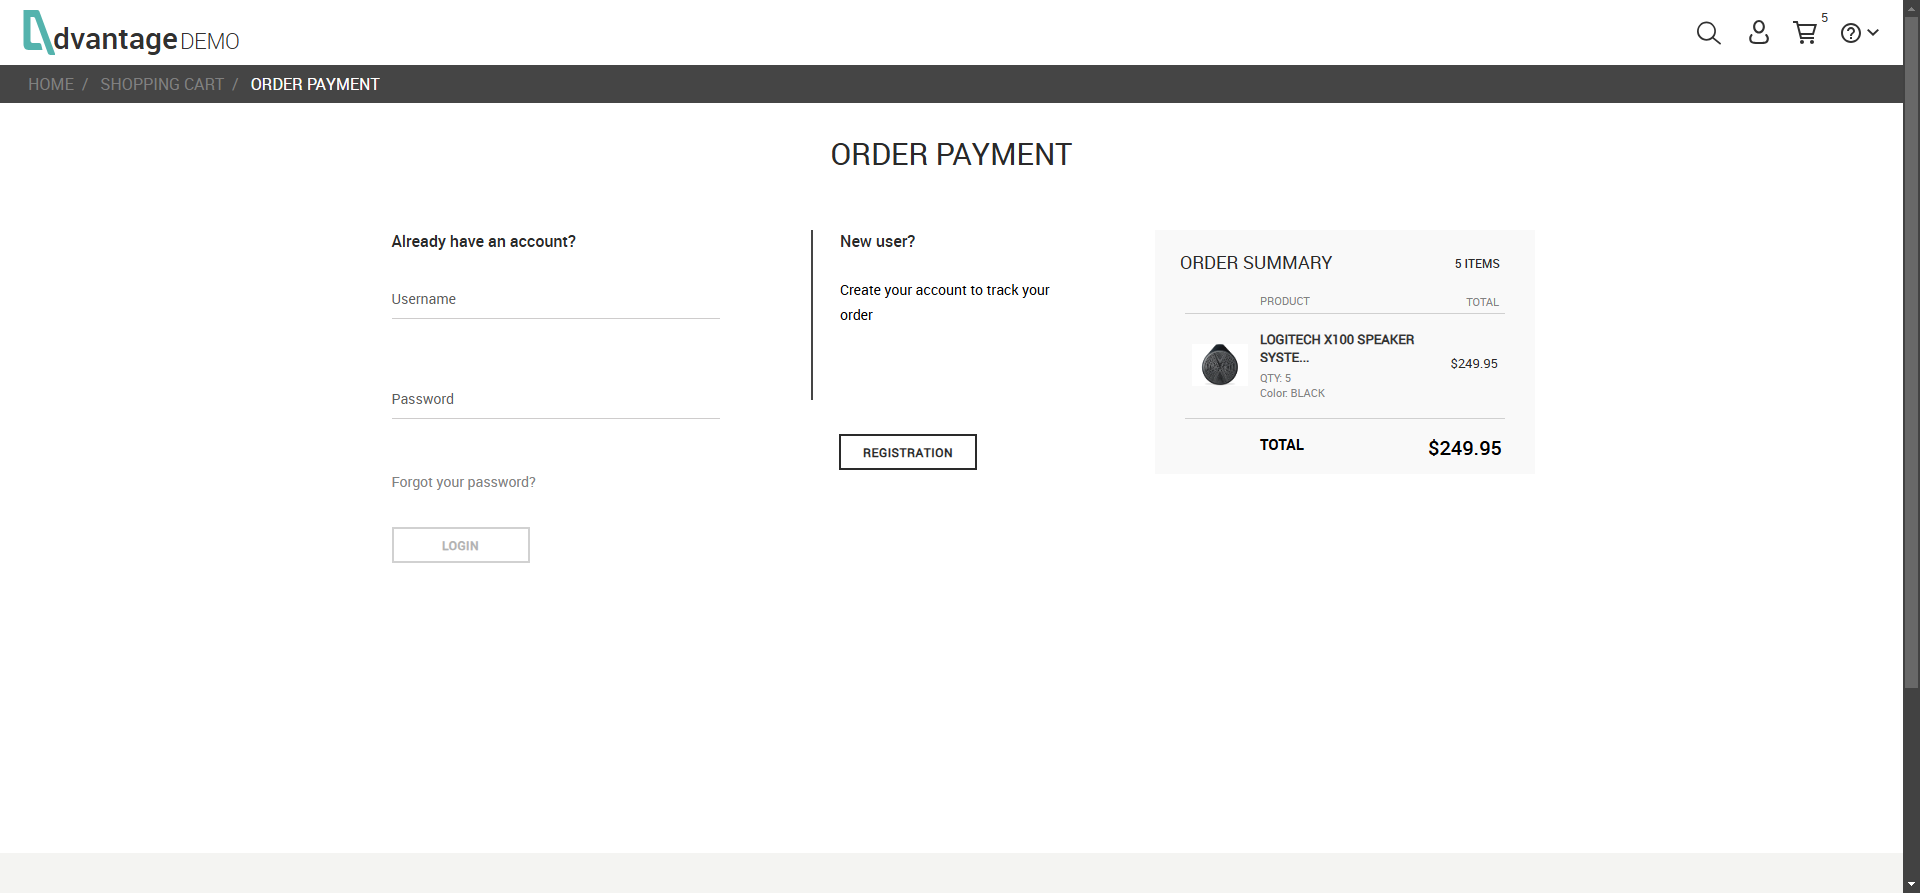 dvantage DEMO
5
HOME / SHOPPING CART / ORDER PAYMENT
ORDER PAYMENT
Already have an account?
Username
Password
Forgot your password?
LOGIN
New user?
Create your account to track your
order
REGISTRATION
ORDER SUMMARY 5 ITEMS
PRODUCT TOTAL
LOGITECH X100 SPEAKER
SYSTE...
$249.95
QTY: 5
Color: BLACK
TOTAL $249.95